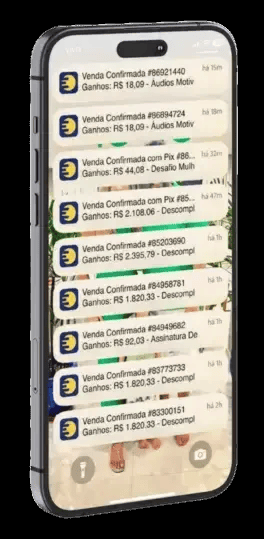 Venda Confirmada #86921440
há 15m
Ganhos: R$ 18,09 - Áudios Motiv
Venda Confirmada #86894724
há 18m
Ganhos: R$ 18,09 - Áudios Motiv
Venda Confirmada com Pix #86...
há 32m
Ganhos: R$ 44,08 - Desafio Mulh
Venda Confirmada com Pix #85...
há 47m
Ganhos: R$ 2.108.06 - Descompl
Venda Confirmada #85203690
há 1h
Ganhos: R$ 2.395.79 - Descompl
Venda Confirmada #84958781
há 1h
Ganhos: R$ 1.820.33 - Descompl
Venda Confirmada #84949682
há 1h
Ganhos: R$ 92,03 - Assinatura De
Venda Confirmada #83773733
há 1h
Ganhos: R$ 1.820.33 - Descompl
Venda Confirmada #83300151
há 2h
Ganhos: R$ 1.820.33 - Descompl